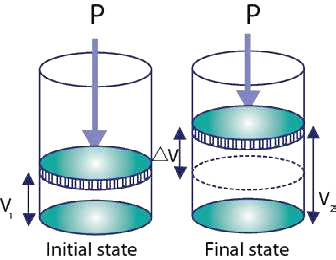 P P
△V
V₁ V₂
Initial state Final state